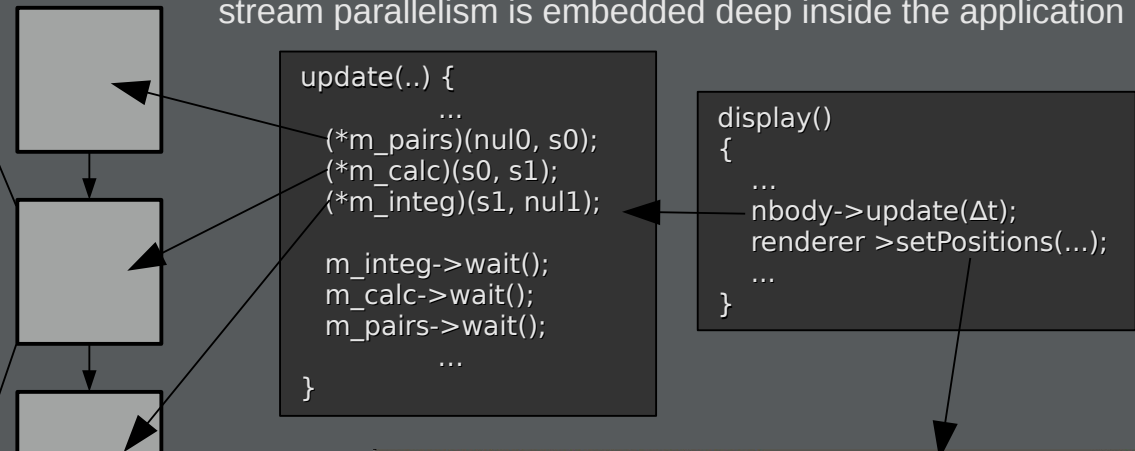 stream parallelism is embedded deep inside the application
update(..) {
...
(*m_pairs)(nul0, s0);
(*m_calc)(s0, s1);
(*m_integ)(s1, nul1);
m_integ->wait();
m_calc->wait();
m_pairs->wait();
...
}
display()
{
...
nbody->update(Δt);
renderer >setPositions(...);
...
}